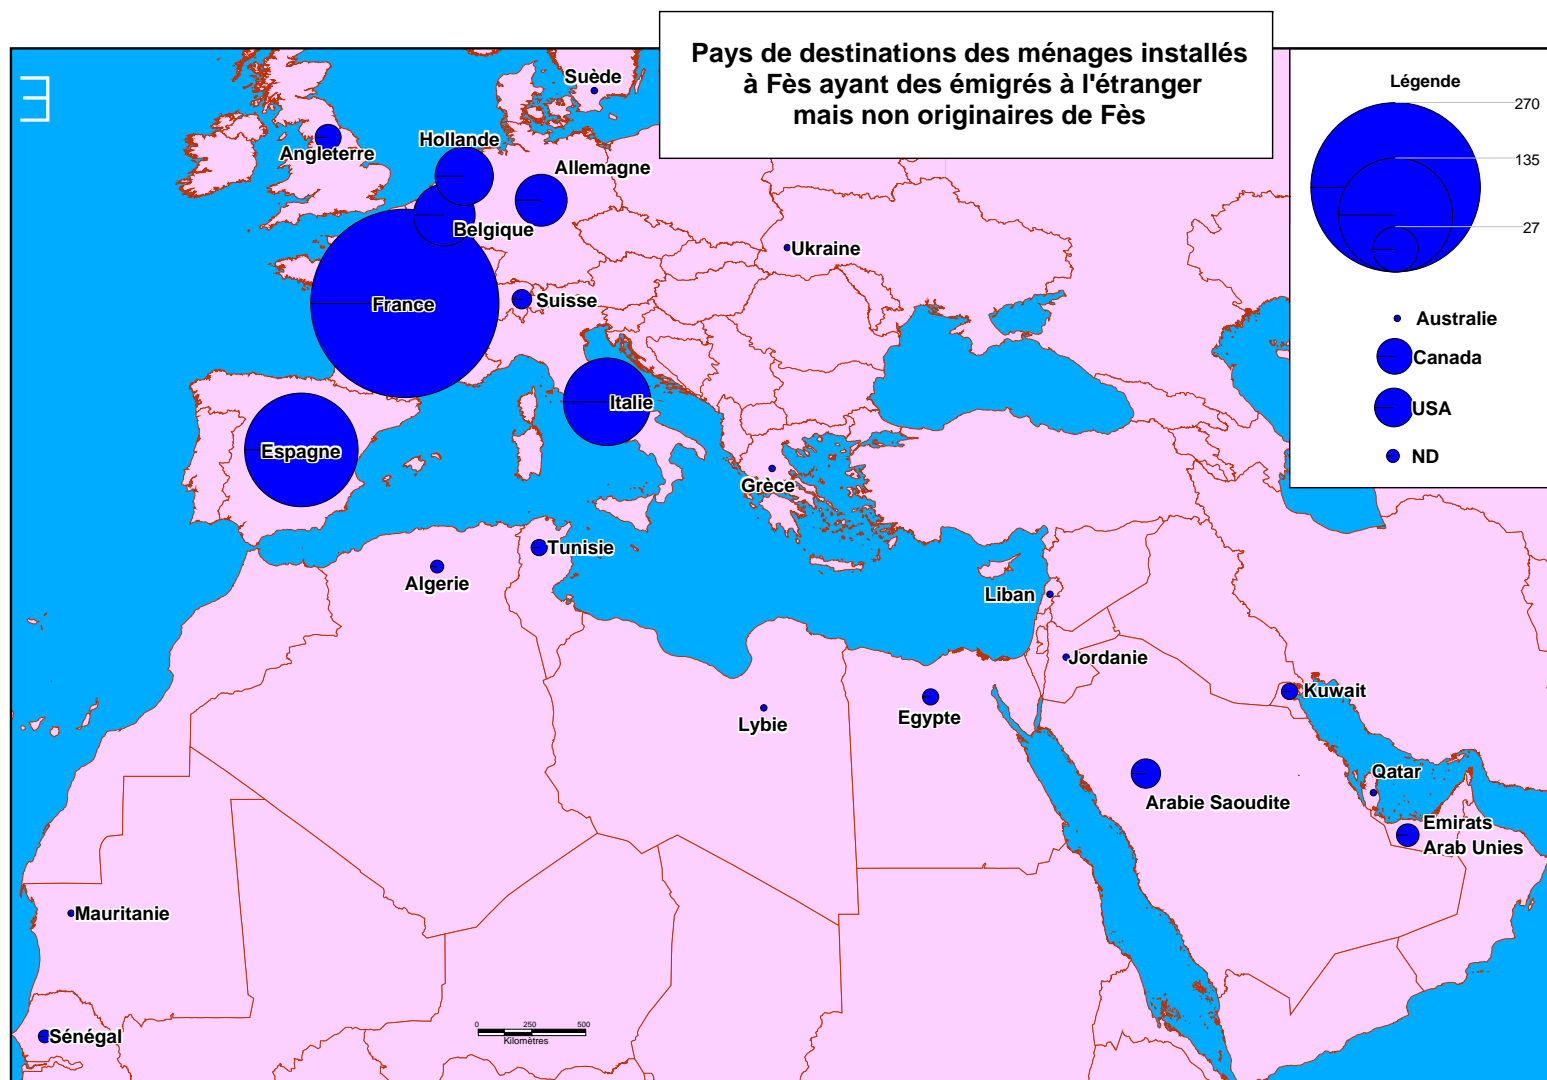 Pays de destinations des ménages installés
à Fès ayant des émigrés à l'étranger
mais non originaires de Fès
Légende
270
135
27
Australie
Canada
USA
ND
Suède
Angleterre
Hollande
Allemagne
Belgique
Ukraine
France
Suisse
Italie
Espagne
Grèce
Tunisie
Algerie
Liban
Jordanie
Kuwait
Lybie
Egypte
Qatar
Arabie Saoudite
Emirats
Arab Unies
Mauritanie
Sénégal
0 250 500
Kilomètres